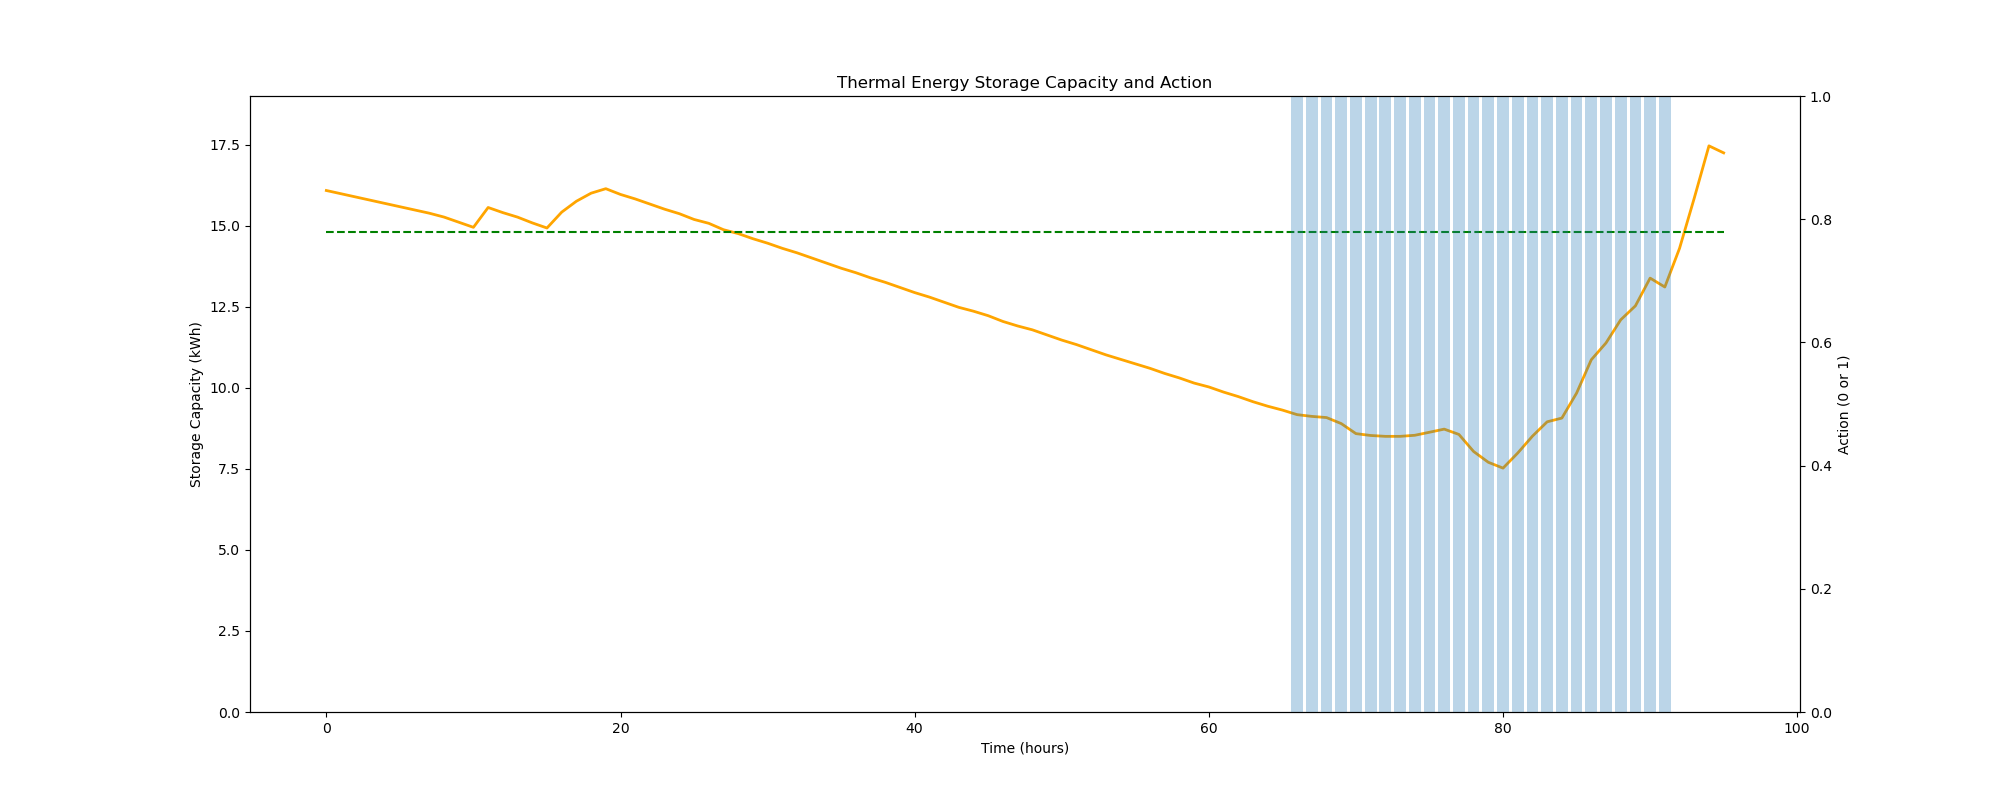 Thermal Energy Storage Capacity and Action
Storage Capacity (kWh)
17.5
15.0
12.5
10.0
7.5
5.0
2.5
0.0
1.0
0.8
0.6
0.4
0.2
0.0
Action (0 or 1)
0 20 40 60 80 100
Time (hours)